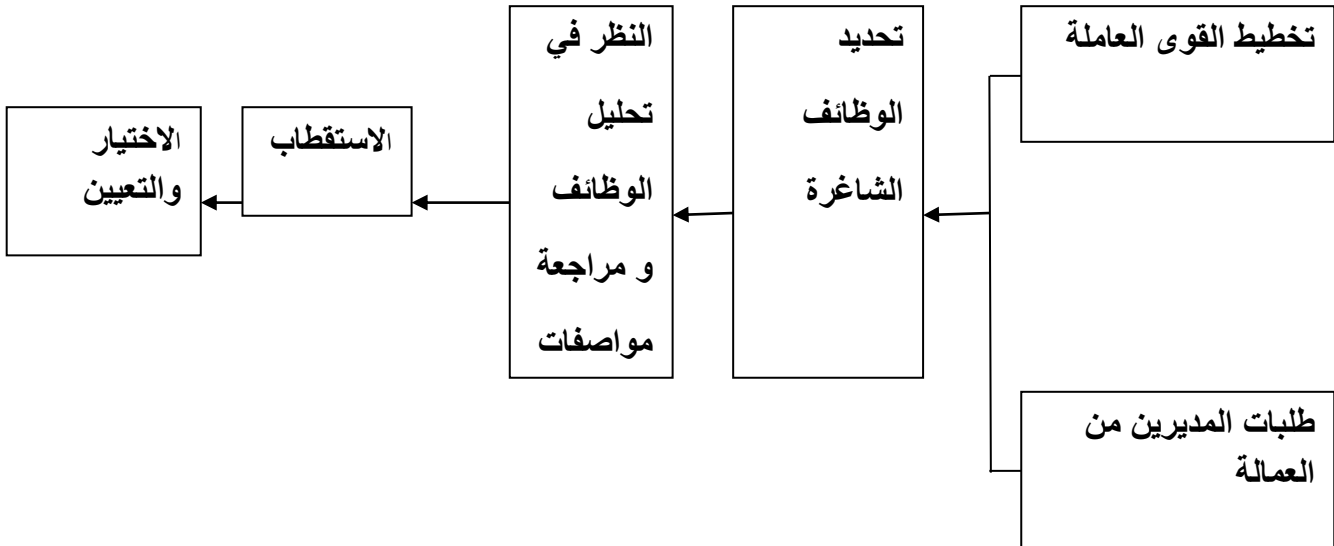 تخطيط القوى العاملة
طلبات المديرين من
العمالة
تحديد
الوظائف
الشاغرة
النظر في
تحليل
الوظائف
و مراجعة
مواصفات
الاستقطاب
الاختيار
والتعيين